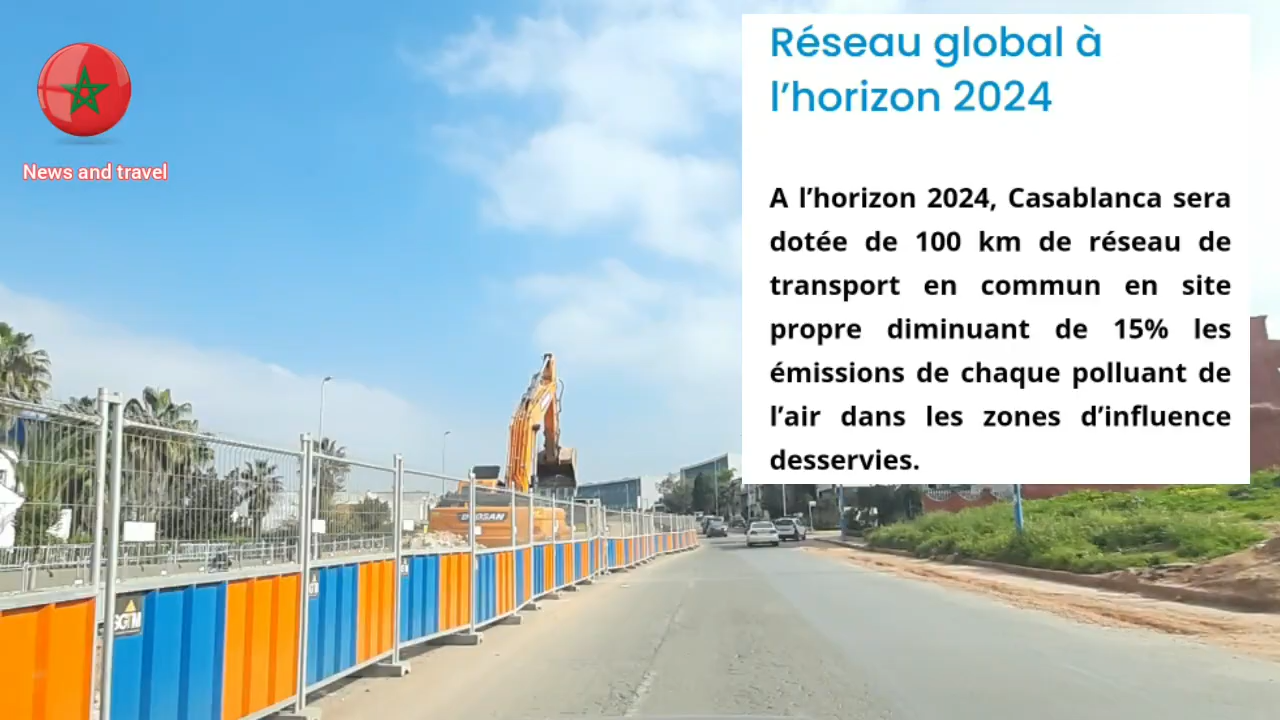 News and travel
Réseau global à
l’horizon 2024
A l’horizon 2024, Casablanca sera
dotée de 100 km de réseau de
transport en commun en site
propre diminuant de 15% les
émissions de chaque polluant de
l’air dans les zones d’influence
desservies.
SGTM